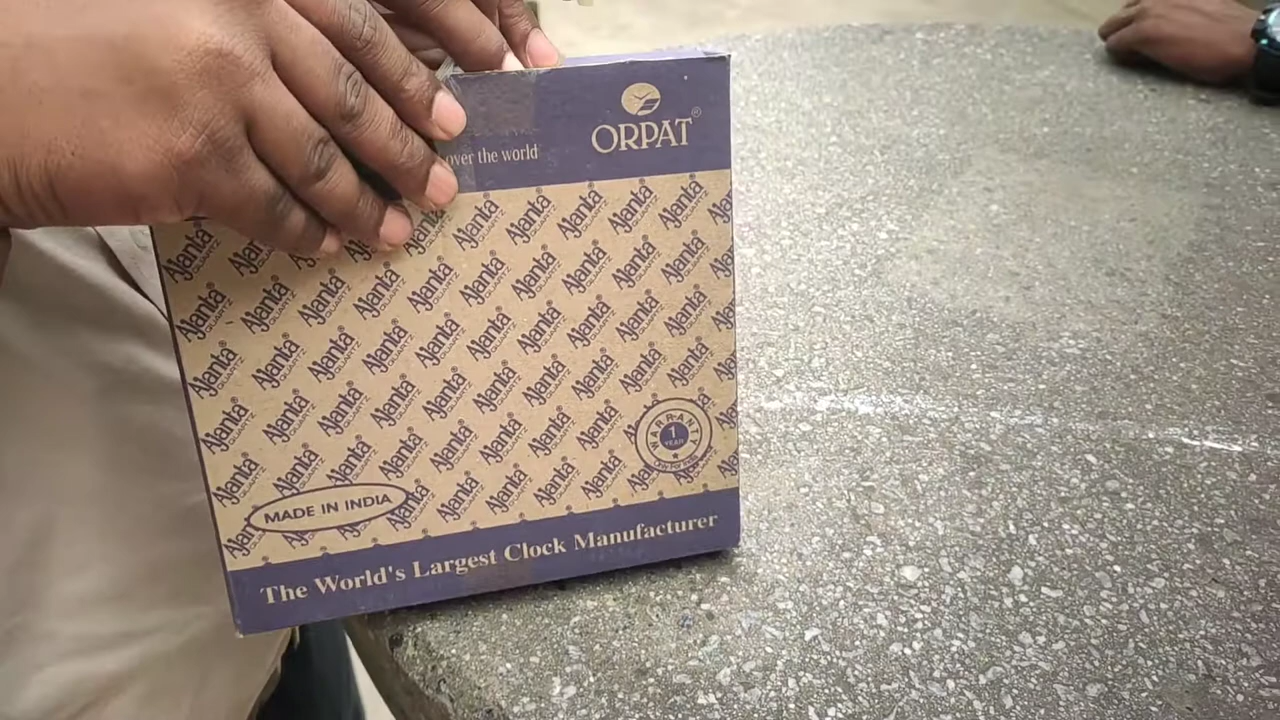 ORPAT®
over the world
Ajanta®
QUARTZ
WARRANTY
1
YEAR
MADE IN INDIA
The World's Largest Clock Manufacturer